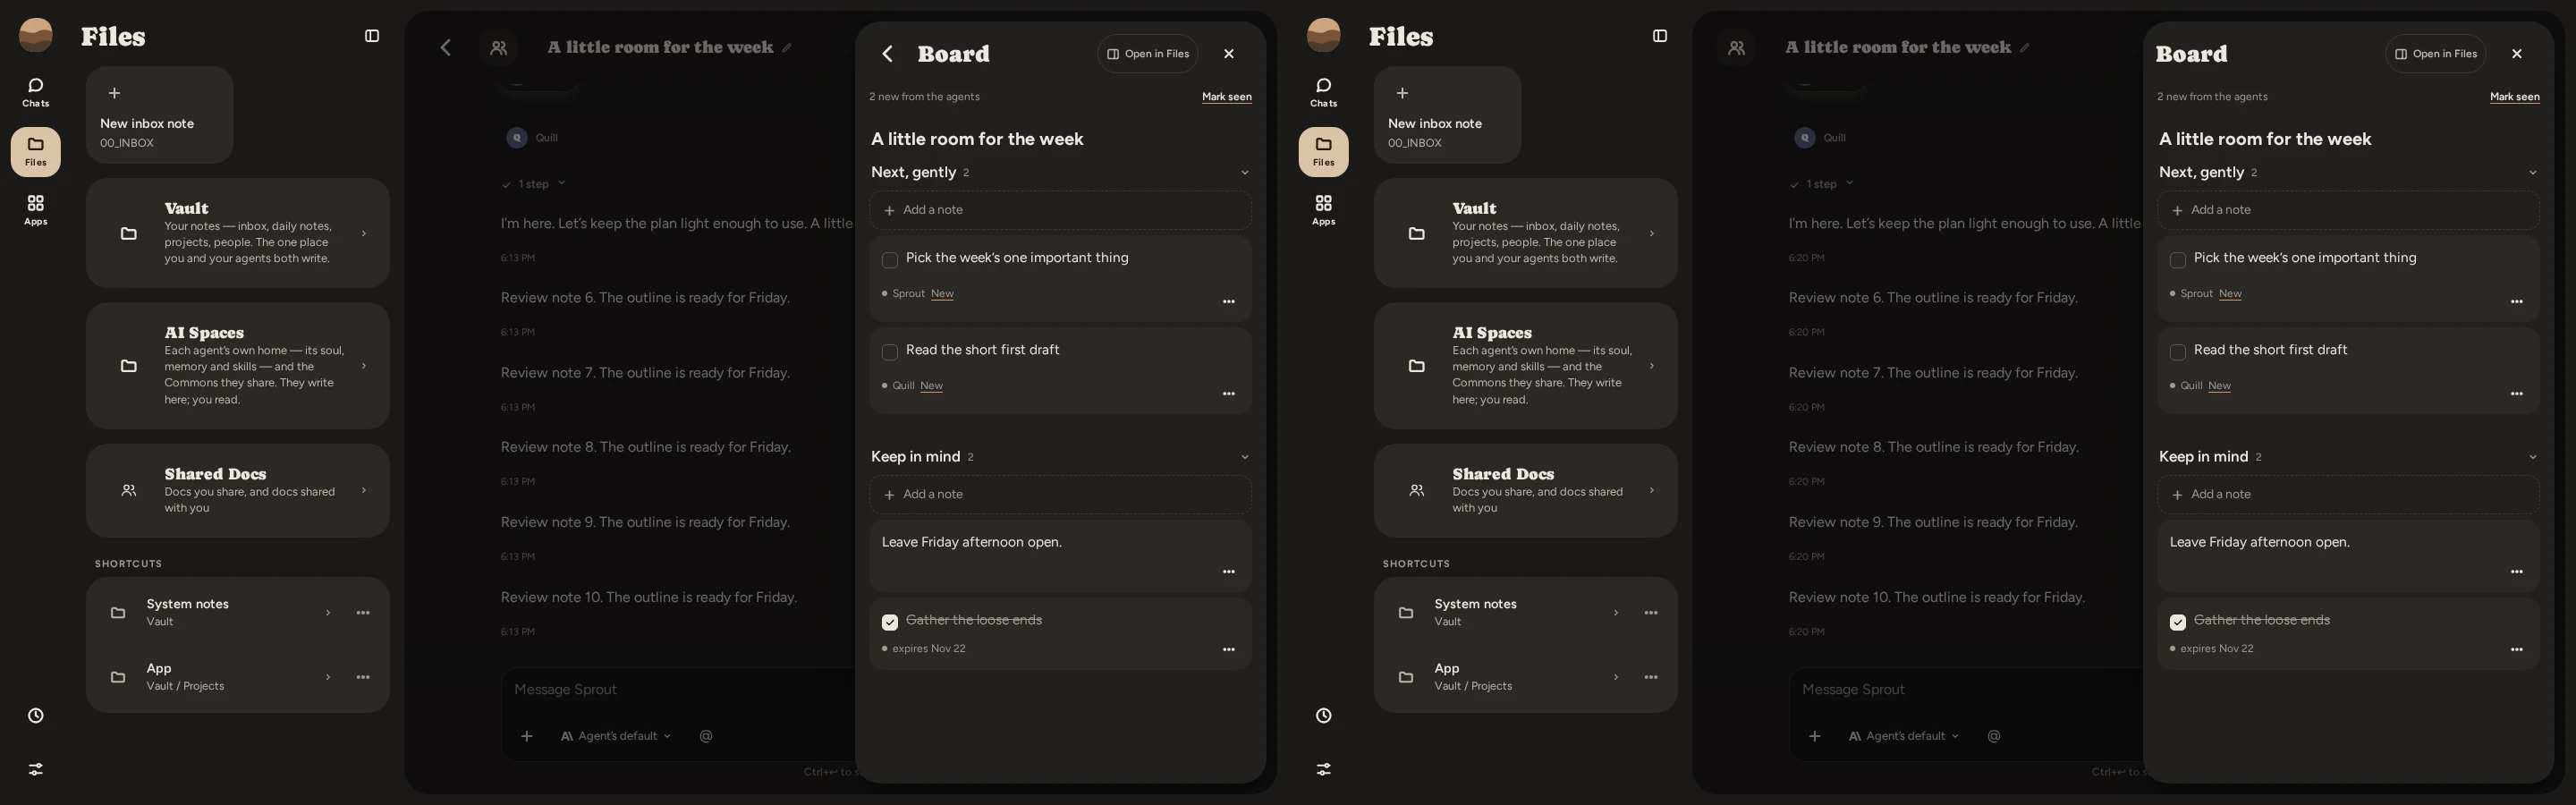 Files
Chats
Files
Apps
New inbox note
00_INBOX
Vault
Your notes — inbox, daily notes,
projects, people. The one place
you and your agents both write.
AI Spaces
Each agent's own home — its soul,
memory and skills — and the
Commons they share. They write
here; you read.
Shared Docs
Docs you share, and docs shared
with you
SHORTCUTS
System notes
Vault
App
Vault / Projects
A little room for the week
Q Quill
1 step
I'm here. Let's keep the plan light enough to use. A little
6:13 PM
Review note 6. The outline is ready for Friday.
6:13 PM
Review note 7. The outline is ready for Friday.
6:13 PM
Review note 8. The outline is ready for Friday.
6:13 PM
Review note 9. The outline is ready for Friday.
6:13 PM
Review note 10. The outline is ready for Friday.
6:13 PM
Message Sprout
Agent's default
@
Ctrl+↩ to s
Board
Open in Files
2 new from the agents
Mark seen
A little room for the week
Next, gently 2
+ Add a note
Pick the week's one important thing
Sprout New
Read the short first draft
Quill New
Keep in mind 2
+ Add a note
Leave Friday afternoon open.
Gather the loose ends
expires Nov 22
Files
Chats
Files
Apps
New inbox note
00_INBOX
Vault
Your notes — inbox, daily notes,
projects, people. The one place
you and your agents both write.
AI Spaces
Each agent's own home — its soul,
memory and skills — and the
Commons they share. They write
here; you read.
Shared Docs
Docs you share, and docs shared
with you
SHORTCUTS
System notes
Vault
App
Vault / Projects
A little room for the week
Q Quill
1 step
I'm here. Let's keep the plan light enough to use. A little
6:20 PM
Review note 6. The outline is ready for Friday.
6:20 PM
Review note 7. The outline is ready for Friday.
6:20 PM
Review note 8. The outline is ready for Friday.
6:20 PM
Review note 9. The outline is ready for Friday.
6:20 PM
Review note 10. The outline is ready for Friday.
6:20 PM
Message Sprout
Agent's default
@
Ctrl+↩ to s
Board
Open in Files
2 new from the agents
Mark seen
A little room for the week
Next, gently 2
+ Add a note
Pick the week's one important thing
Sprout New
Read the short first draft
Quill New
Keep in mind 2
+ Add a note
Leave Friday afternoon open.
Gather the loose ends
expires Nov 22